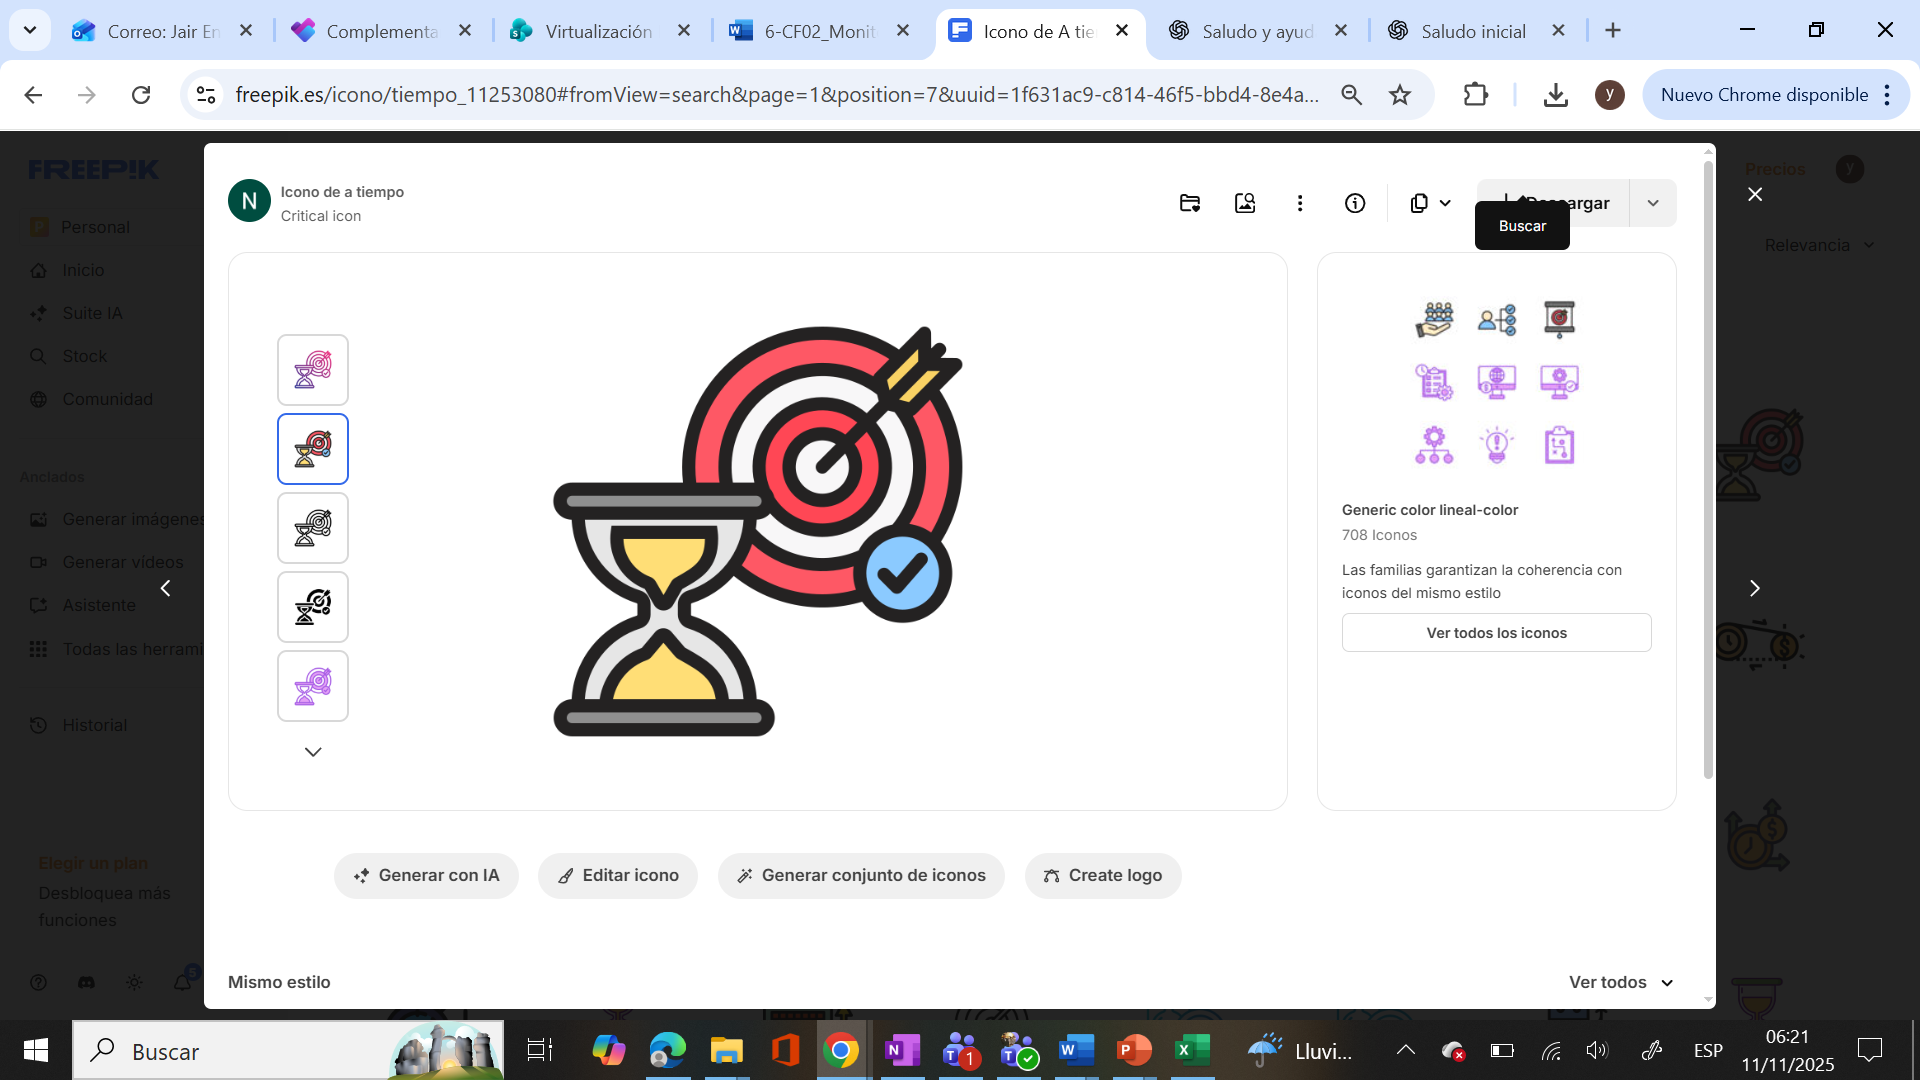 Correo: Jair En
Complementa
Virtualización
6-CF02_Monit
Icono de A tie
Saludo y ayud
Saludo inicial
freepik.es/icono/tiempo_11253080#fromView=search&page=1&position=7&uuid=1f631ac9-c814-46f5-bbd4-8e4a...
y
Nuevo Chrome disponible
FREEPIK
Precios
y
N
Icono de a tiempo
Critical icon
Descargar
Buscar
P
Personal
Relevancia
Inicio
Suite IA
Stock
Comunidad
Anclados
Generar imágenes
Generar vídeos
Asistente
Todas las herrami
Historial
Generic color lineal-color
708 Iconos
Las familias garantizan la coherencia con
iconos del mismo estilo
Ver todos los iconos
Elegir un plan
Desbloquea más
funciones
Generar con IA
Editar icono
Generar conjunto de iconos
Create logo
5
Mismo estilo
Ver todos
Buscar
1
Lluvi...
ESP
06:21
11/11/2025